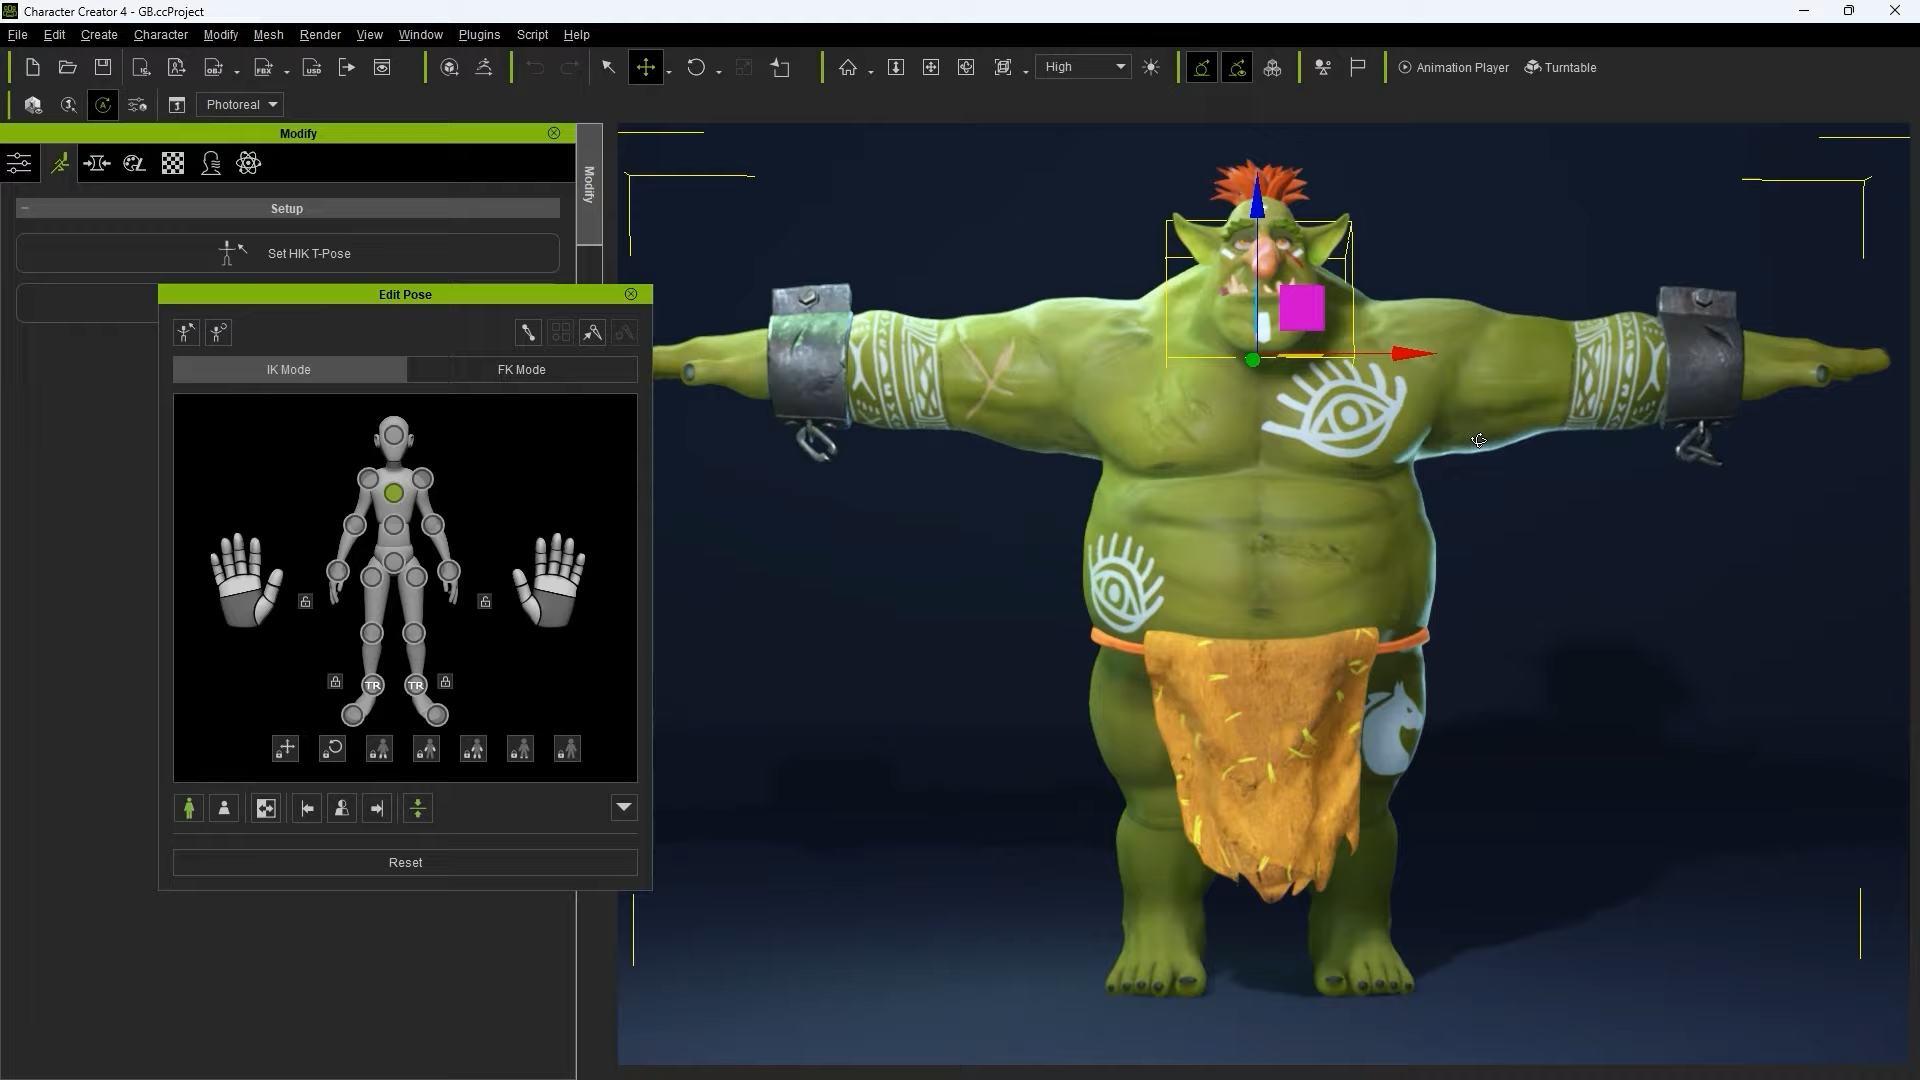 Character Creator 4 - GB.ccProject
File Edit Create Character Modify Mesh Render View Window Plugins Script Help
High Animation Player Turntable
Photoreal
Modify
Modify
Setup
Set HIK T-Pose
Edit Pose
IK Mode FK Mode
TR TR
Reset